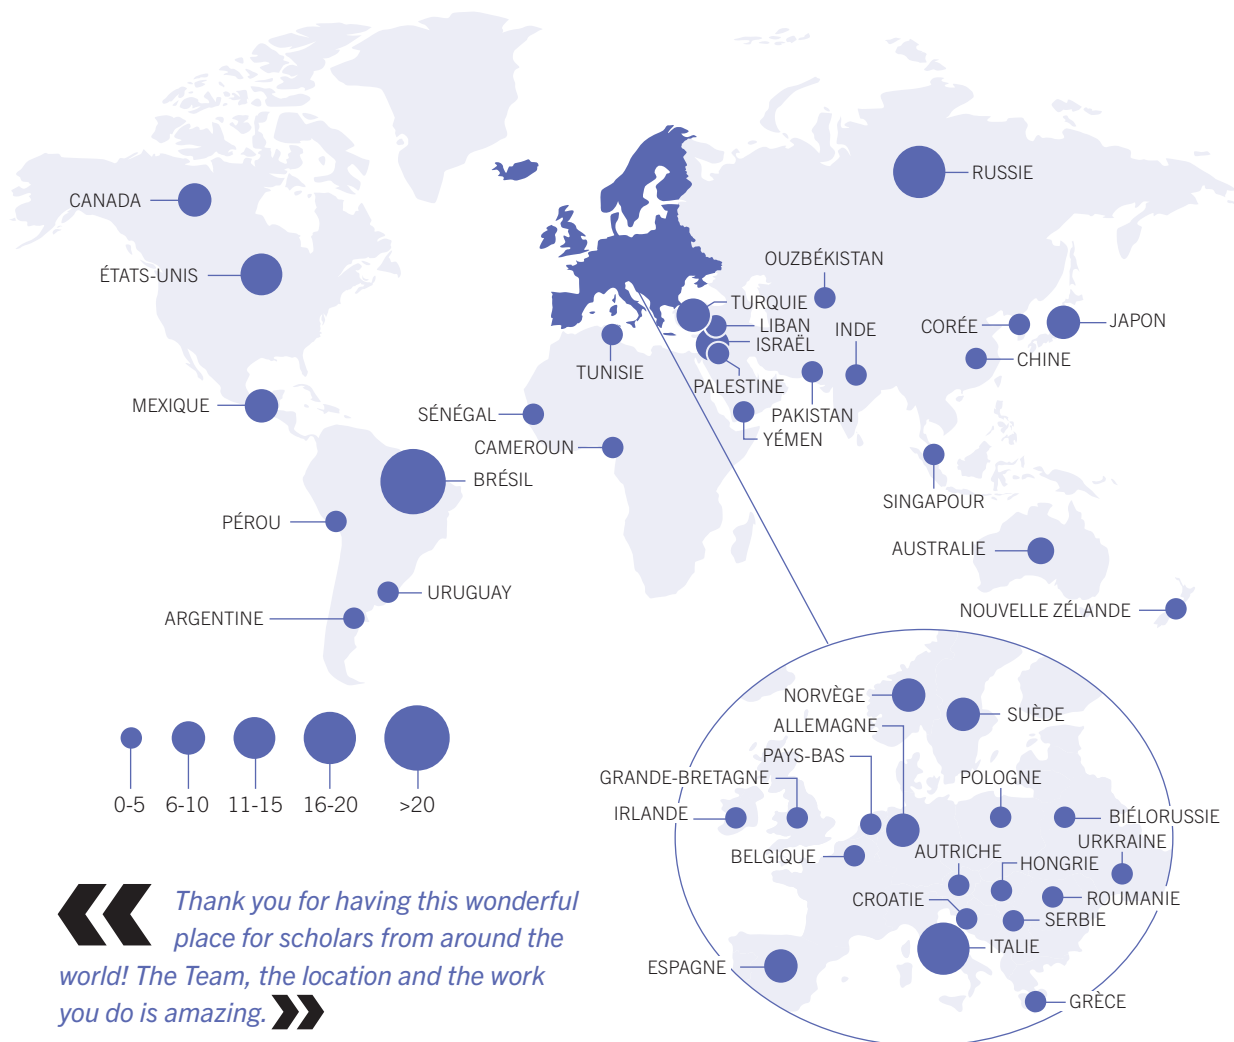 RUSSIE
CANADA
OUZBÉKISTAN
ÉTATS-UNIS
TURQUIE
LIBAN
INDE
CORÉE
JAPON
ISRAËL
CHINE
TUNISIE
PALESTINE
MEXIQUE
SÉNÉGAL
PAKISTAN
YÉMEN
CAMEROUN
BRÉSIL
SINGAPOUR
PÉROU
AUSTRALIE
URUGUAY
NOUVELLE ZÉLANDE
ARGENTINE
NORVÈGE
SUÈDE
ALLEMAGNE
PAYS-BAS
GRANDE-BRETAGNE
POLOGNE
IRLANDE
BIÉLORUSSIE
URKRAINE
BELGIQUE
AUTRICHE
HONGRIE
CROATIE
ROUMANIE
SERBIE
ITALIE
ESPAGNE
GRÈCE
0-5 6-10 11-15 16-20 >20
« Thank you for having this wonderful
place for scholars from around the
world! The Team, the location and the work
you do is amazing. »